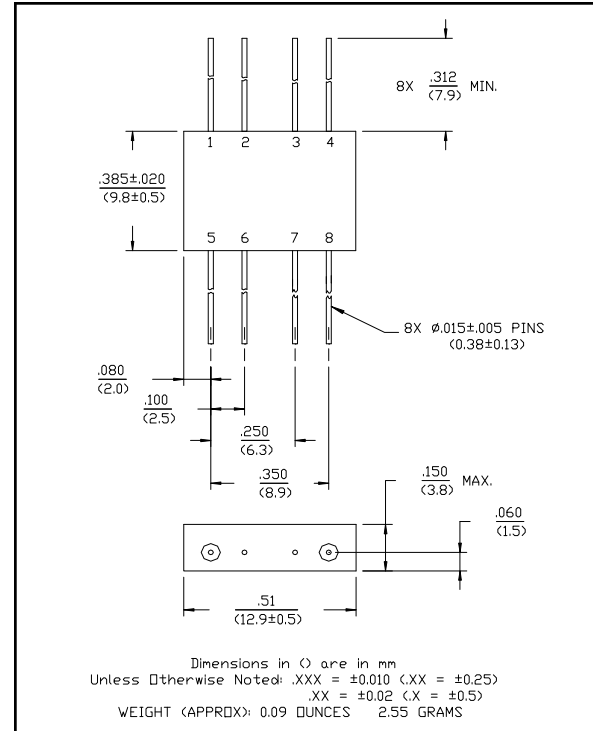 8X .312 MIN.
(7.9)
1 2 3 4
.385±.020
(9.8±0.5)
5 6 7 8
8X Ø.015±.005 PINS
(0.38±0.13)
.080
(2.0)
.100
(2.5)
.250
(6.3)
.350
(8.9)
.150 MAX.
(3.8)
.060
(1.5)
.51
(12.9±0.5)
Dimensions in () are in mm
Unless Otherwise Noted: .XXX = ±0.010 (.XX = ±0.25)
.XX = ±0.02 (.X = ±0.5)
WEIGHT (APPROX): 0.09 OUNCES 2.55 GRAMS